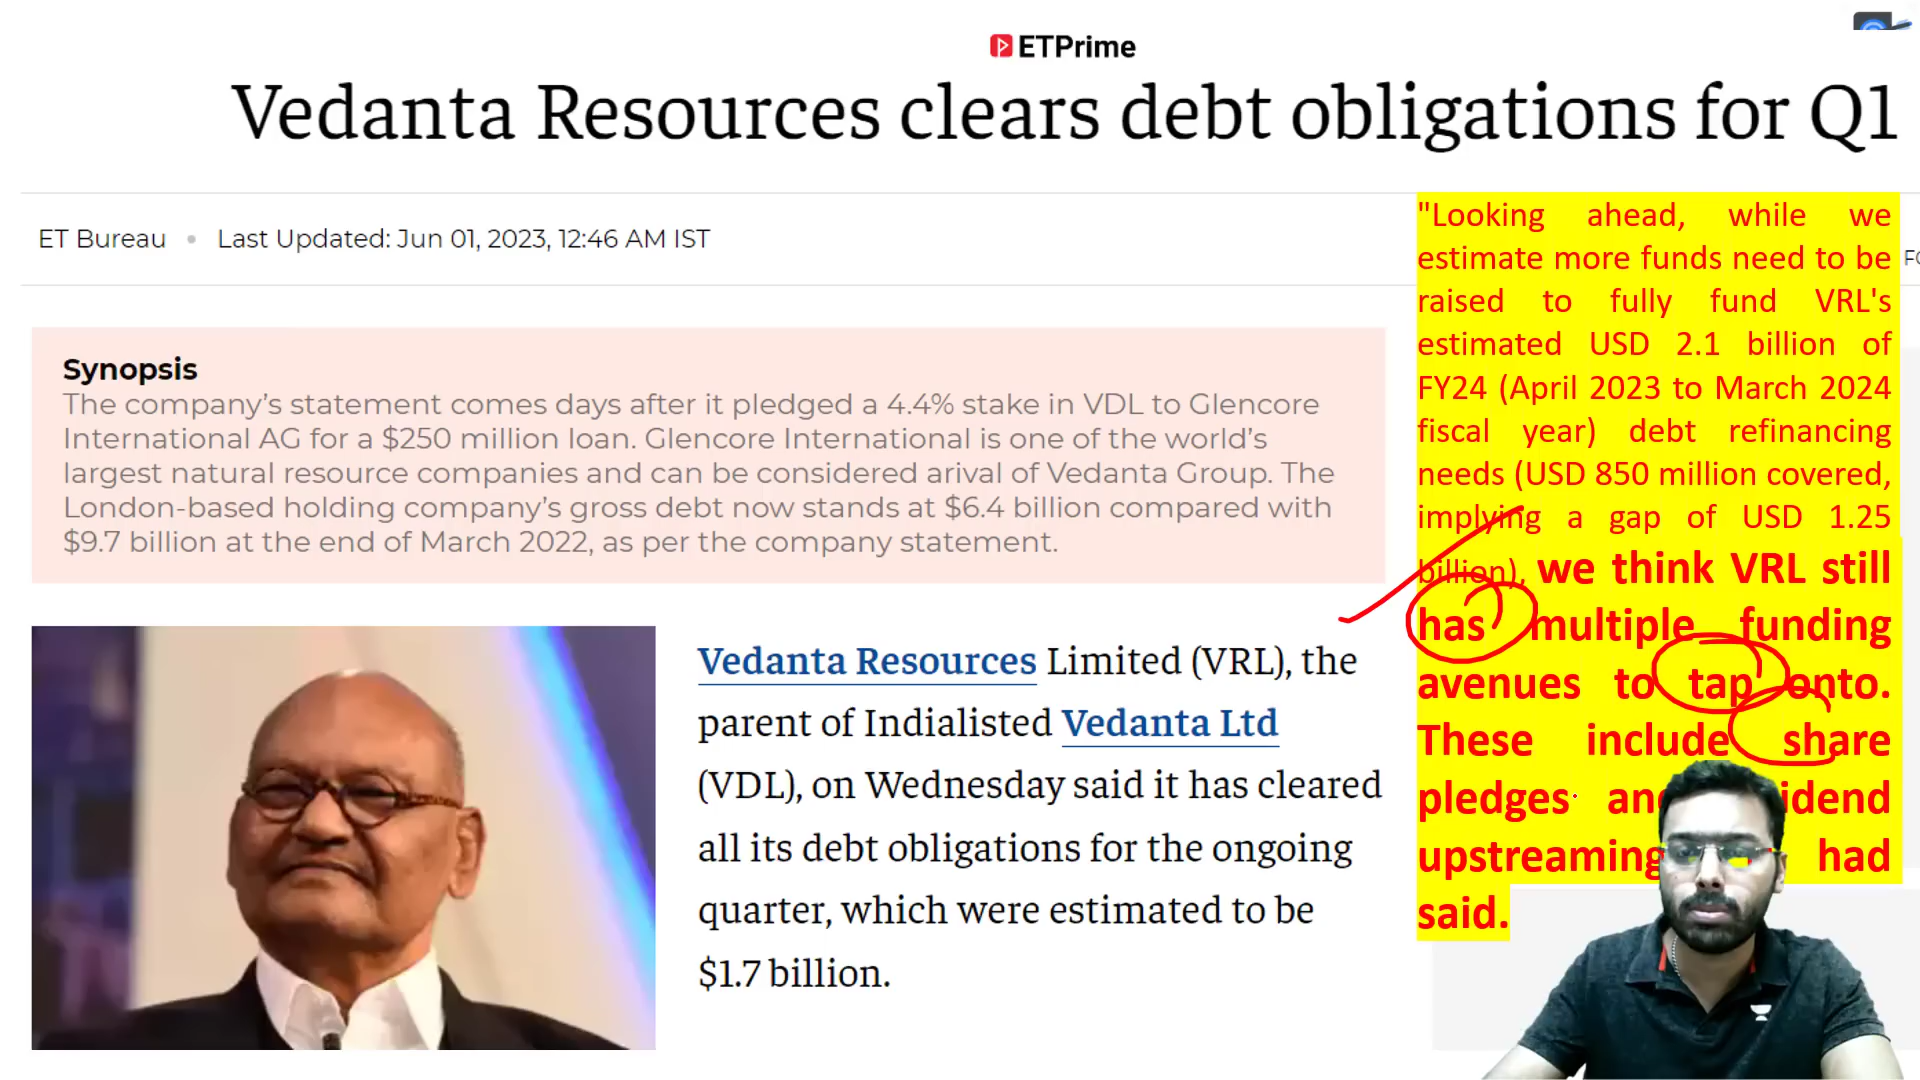 ETPrime
Vedanta Resources clears debt obligations for Q1
ET Bureau • Last Updated: Jun 01, 2023, 12:46 AM IST
Synopsis
The company's statement comes days after it pledged a 4.4% stake in VDL to Glencore
International AG for a $250 million loan. Glencore International is one of the world's
largest natural resource companies and can be considered arival of Vedanta Group. The
London-based holding company's gross debt now stands at $6.4 billion compared with
$9.7 billion at the end of March 2022, as per the company statement.
Vedanta Resources Limited (VRL), the
parent of Indialisted Vedanta Ltd
(VDL), on Wednesday said it has cleared
all its debt obligations for the ongoing
quarter, which were estimated to be
$1.7 billion.
"Looking ahead, while we
estimate more funds need to be
raised to fully fund VRL's
estimated USD 2.1 billion of
FY24 (April 2023 to March 2024
fiscal year) debt refinancing
needs (USD 850 million covered,
implying a gap of USD 1.25
billion), we think VRL still
has multiple funding
avenues to tap onto.
These include share
pledges
upstreaming had
said.